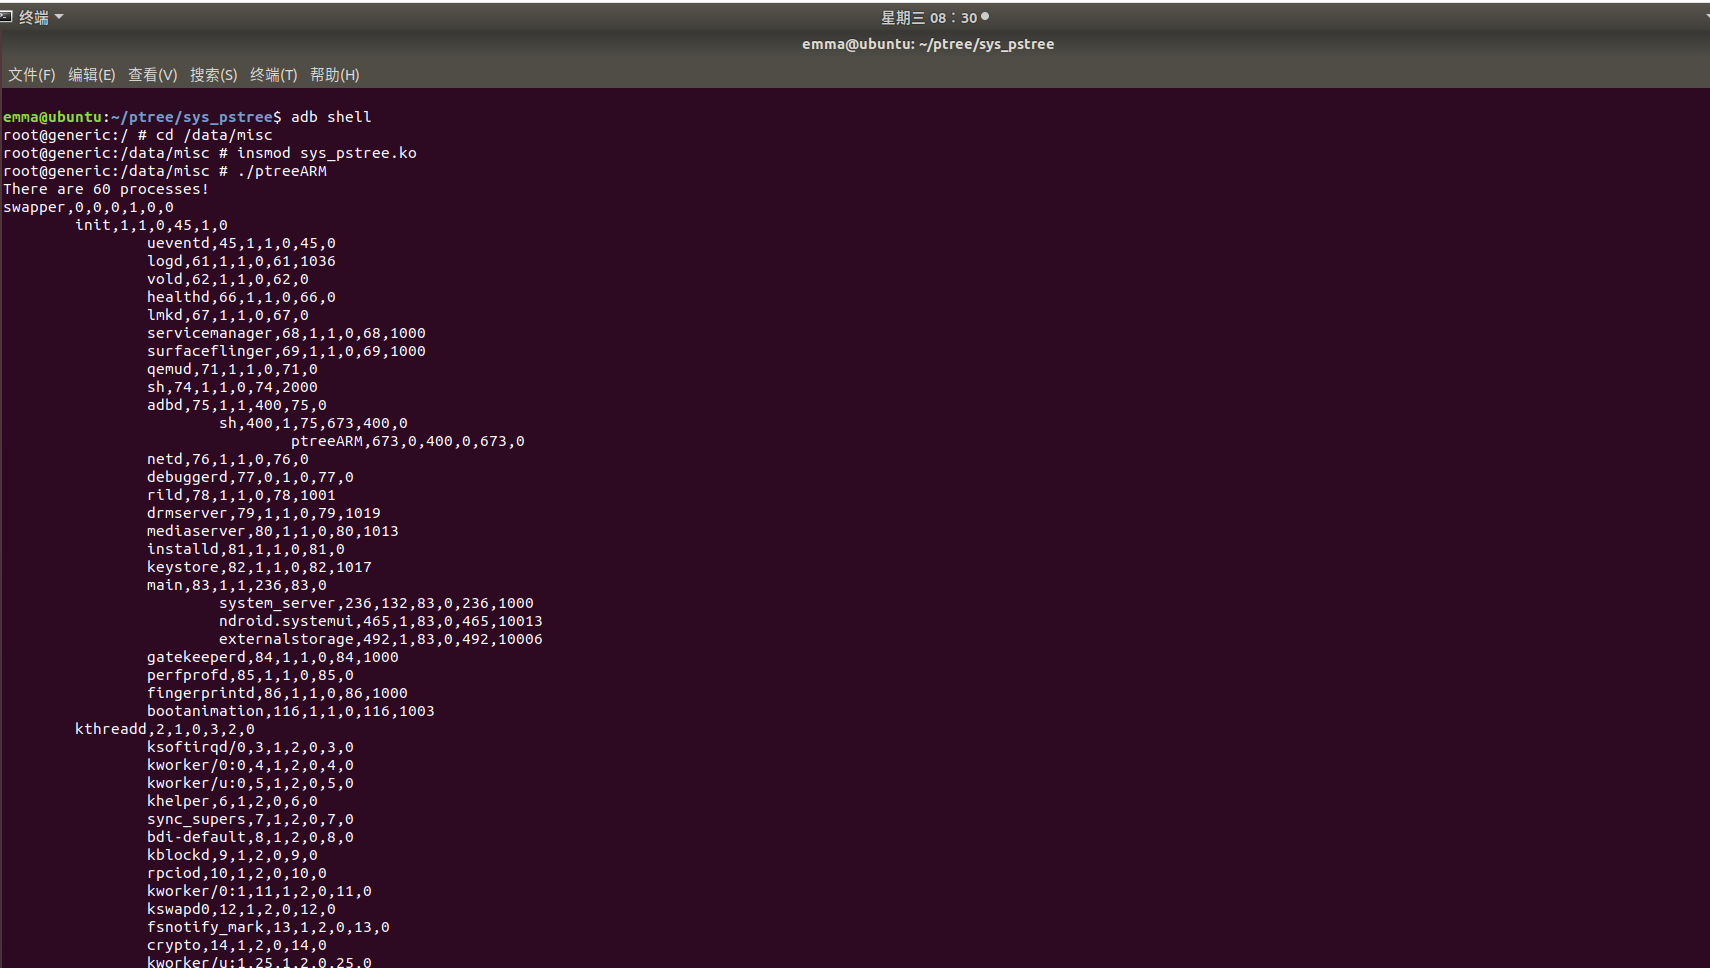 终端
星期三 08：30
emma@ubuntu: ~/ptree/sys_pstree
文件(F) 编辑(E) 查看(V) 搜索(S) 终端(T) 帮助(H)
emma@ubuntu:~/ptree/sys_pstree$ adb shell
root@generic:/ # cd /data/misc
root@generic:/data/misc # insmod sys_pstree.ko
root@generic:/data/misc # ./ptreeARM
There are 60 processes!
swapper,0,0,0,1,0,0
init,1,1,0,45,1,0
ueventd,45,1,1,0,45,0
logd,61,1,1,0,61,1036
vold,62,1,1,0,62,0
healthd,66,1,1,0,66,0
lmkd,67,1,1,0,67,0
servicemanager,68,1,1,0,68,1000
surfaceflinger,69,1,1,0,69,1000
qemud,71,1,1,0,71,0
sh,74,1,1,0,74,2000
adbd,75,1,1,400,75,0
sh,400,1,75,673,400,0
ptreeARM,673,0,400,0,673,0
netd,76,1,1,0,76,0
debuggerd,77,0,1,0,77,0
rild,78,1,1,0,78,1001
drmserver,79,1,1,0,79,1019
mediaserver,80,1,1,0,80,1013
installd,81,1,1,0,81,0
keystore,82,1,1,0,82,1017
main,83,1,1,236,83,0
system_server,236,132,83,0,236,1000
ndroid.systemui,465,1,83,0,465,10013
externalstorage,492,1,83,0,492,10006
gatekeeperd,84,1,1,0,84,1000
perfprofd,85,1,1,0,85,0
fingerprintd,86,1,1,0,86,1000
bootanimation,116,1,1,0,116,1003
kthreadd,2,1,0,3,2,0
ksoftirqd/0,3,1,2,0,3,0
kworker/0:0,4,1,2,0,4,0
kworker/u:0,5,1,2,0,5,0
khelper,6,1,2,0,6,0
sync_supers,7,1,2,0,7,0
bdi-default,8,1,2,0,8,0
kblockd,9,1,2,0,9,0
rpciod,10,1,2,0,10,0
kworker/0:1,11,1,2,0,11,0
kswapd0,12,1,2,0,12,0
fsnotify_mark,13,1,2,0,13,0
crypto,14,1,2,0,14,0
kworker/u:1,25,1,2,0,25,0